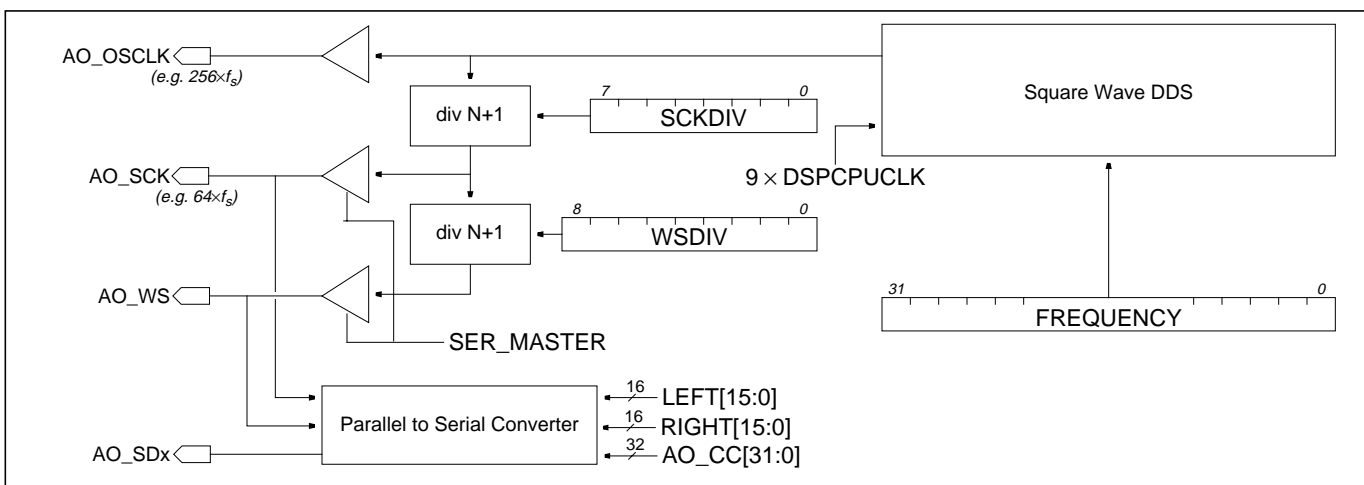 AO_OSCLK
(e.g. 256×fs)
7 0
div N+1
SCKDIV
Square Wave DDS
AO_SCK
(e.g. 64×fs)
9 × DSPCPUCLK
8 0
div N+1
WSDIV
AO_WS
31 0
FREQUENCY
SER_MASTER
16
LEFT[15:0]
Parallel to Serial Converter
16
RIGHT[15:0]
32
AO_CC[31:0]
AO_SDx